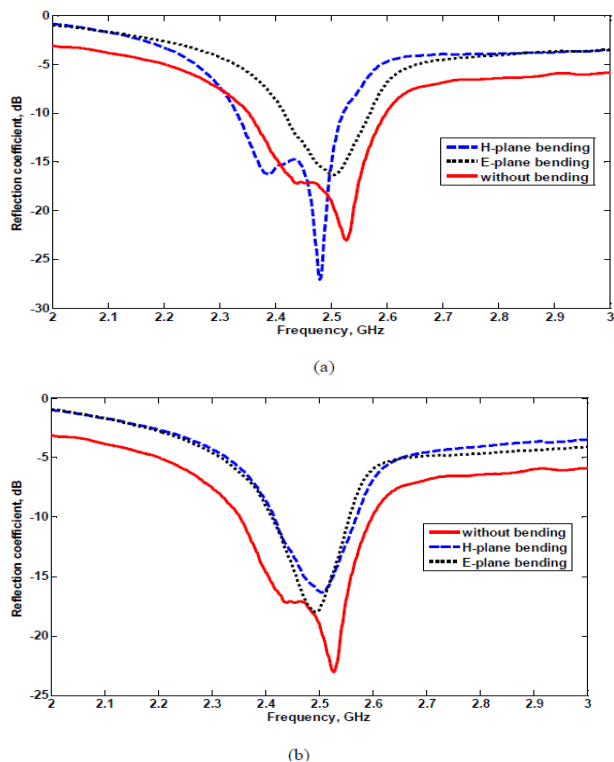 0
-5
-10
-15
-20
-25
-30
Reflection coefficient, dB
H-plane bending
E-plane bending
without bending
2 2.1 2.2 2.3 2.4 2.5 2.6 2.7 2.8 2.9 3
Frequency, GHz
(a)
0
-5
-10
-15
-20
-25
Reflection coefficient, dB
without bending
H-plane bending
E-plane bending
2 2.1 2.2 2.3 2.4 2.5 2.6 2.7 2.8 2.9 3
Frequency, GHz
(b)